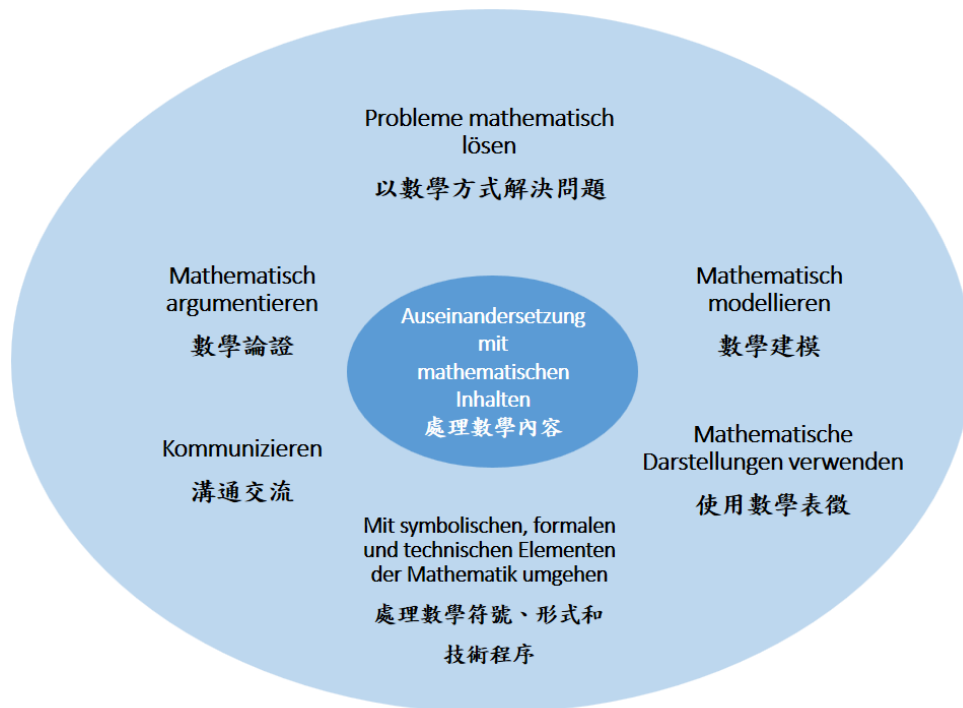 Probleme mathematisch
lösen
以數學方式解決問題
Mathematisch
argumentieren
數學論證
Auseinandersetzung
mit
mathematischen
Inhalten
處理數學內容
Mathematisch
modellieren
數學建模
Kommunizieren
溝通交流
Mathematische
Darstellungen verwenden
使用數學表徵
Mit symbolischen, formalen
und technischen Elementen
der Mathematik umgehen
處理數學符號、形式和
技術程序